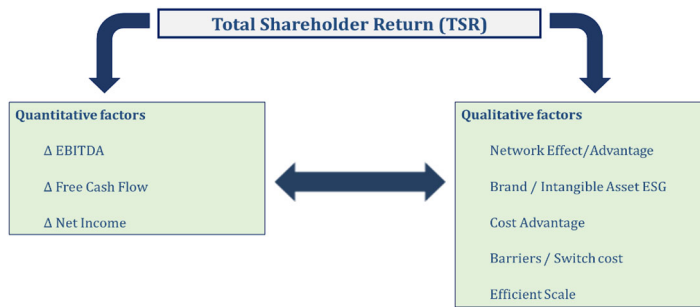 Total Shareholder Return (TSR)
Quantitative factors
Δ EBITDA
Δ Free Cash Flow
Δ Net Income
Qualitative factors
Network Effect/Advantage
Brand / Intangible Asset ESG
Cost Advantage
Barriers / Switch cost
Efficient Scale